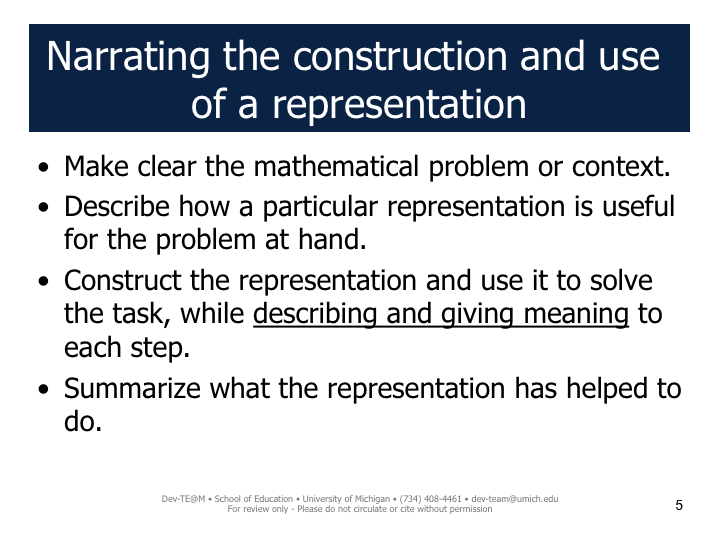 Narrating the construction and use
of a representation
• Make clear the mathematical problem or context.
• Describe how a particular representation is useful
for the problem at hand.
• Construct the representation and use it to solve
the task, while describing and giving meaning to
each step.
• Summarize what the representation has helped to
do.
Dev-TE@M • School of Education • University of Michigan • (734) 408-4461 • dev-team@umich.edu
For review only - Please do not circulate or cite without permission
5